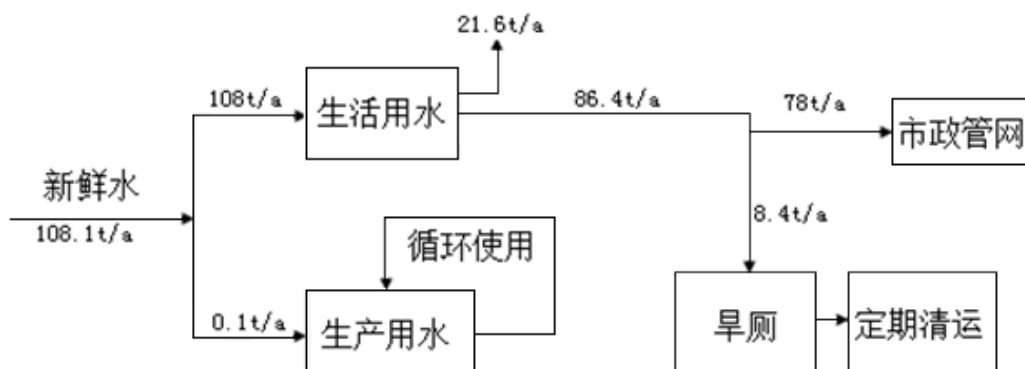 21.6t/a
108t/a
生活用水
86.4t/a
78t/a
市政管网
新鲜水
108.1t/a
循环使用
8.4t/a
0.1t/a
生产用水
旱厕
定期清运